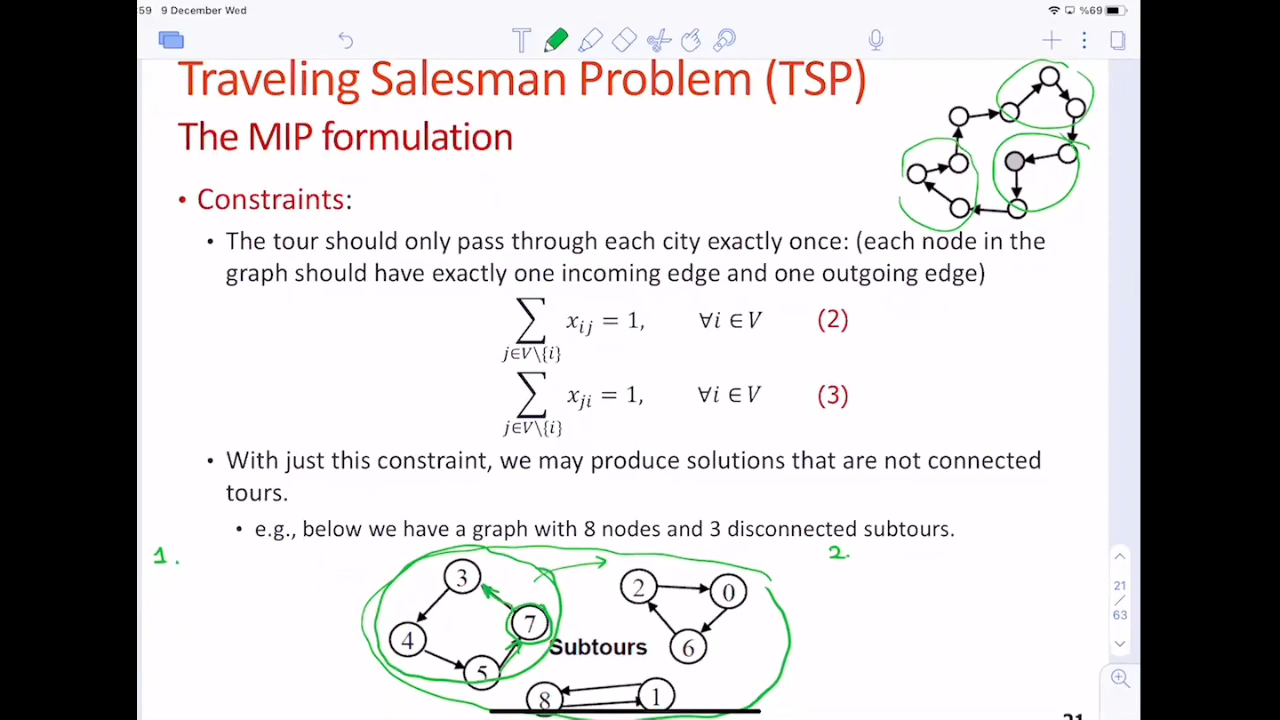 59 9 December Wed %69
Traveling Salesman Problem (TSP)
The MIP formulation
• Constraints:
• The tour should only pass through each city exactly once: (each node in the
graph should have exactly one incoming edge and one outgoing edge)
∑ x_{ij} = 1, ∀i ∈ V (2)
j∈V\{i}
∑ x_{ji} = 1, ∀i ∈ V (3)
j∈V\{i}
• With just this constraint, we may produce solutions that are not connected
tours.
• e.g., below we have a graph with 8 nodes and 3 disconnected subtours.
1. 2.
3 2 0
4 7 Subtours 6
5 8 1
21
/
63